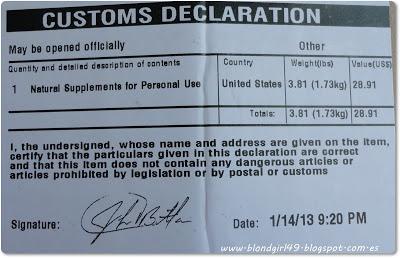 CUSTOMS DECLARATION
May be opened officially Other
Quantity and detailed description of contents Country Weight(lbs) Value(US$)
1 Natural Supplements for Personal Use United States 3.81 (1.73kg) 28.91
Totals: 3.81 (1.73kg) 28.91
I, the undersigned, whose name and address are given on the item,
certify that the particulars given in this declaration are correct
and that this item does not contain any dangerous articles or
articles prohibited by legislation or by postal or customs
Signature: Date: 1/14/13 9:20 PM
www-blondgirl49-blogspot-com-es